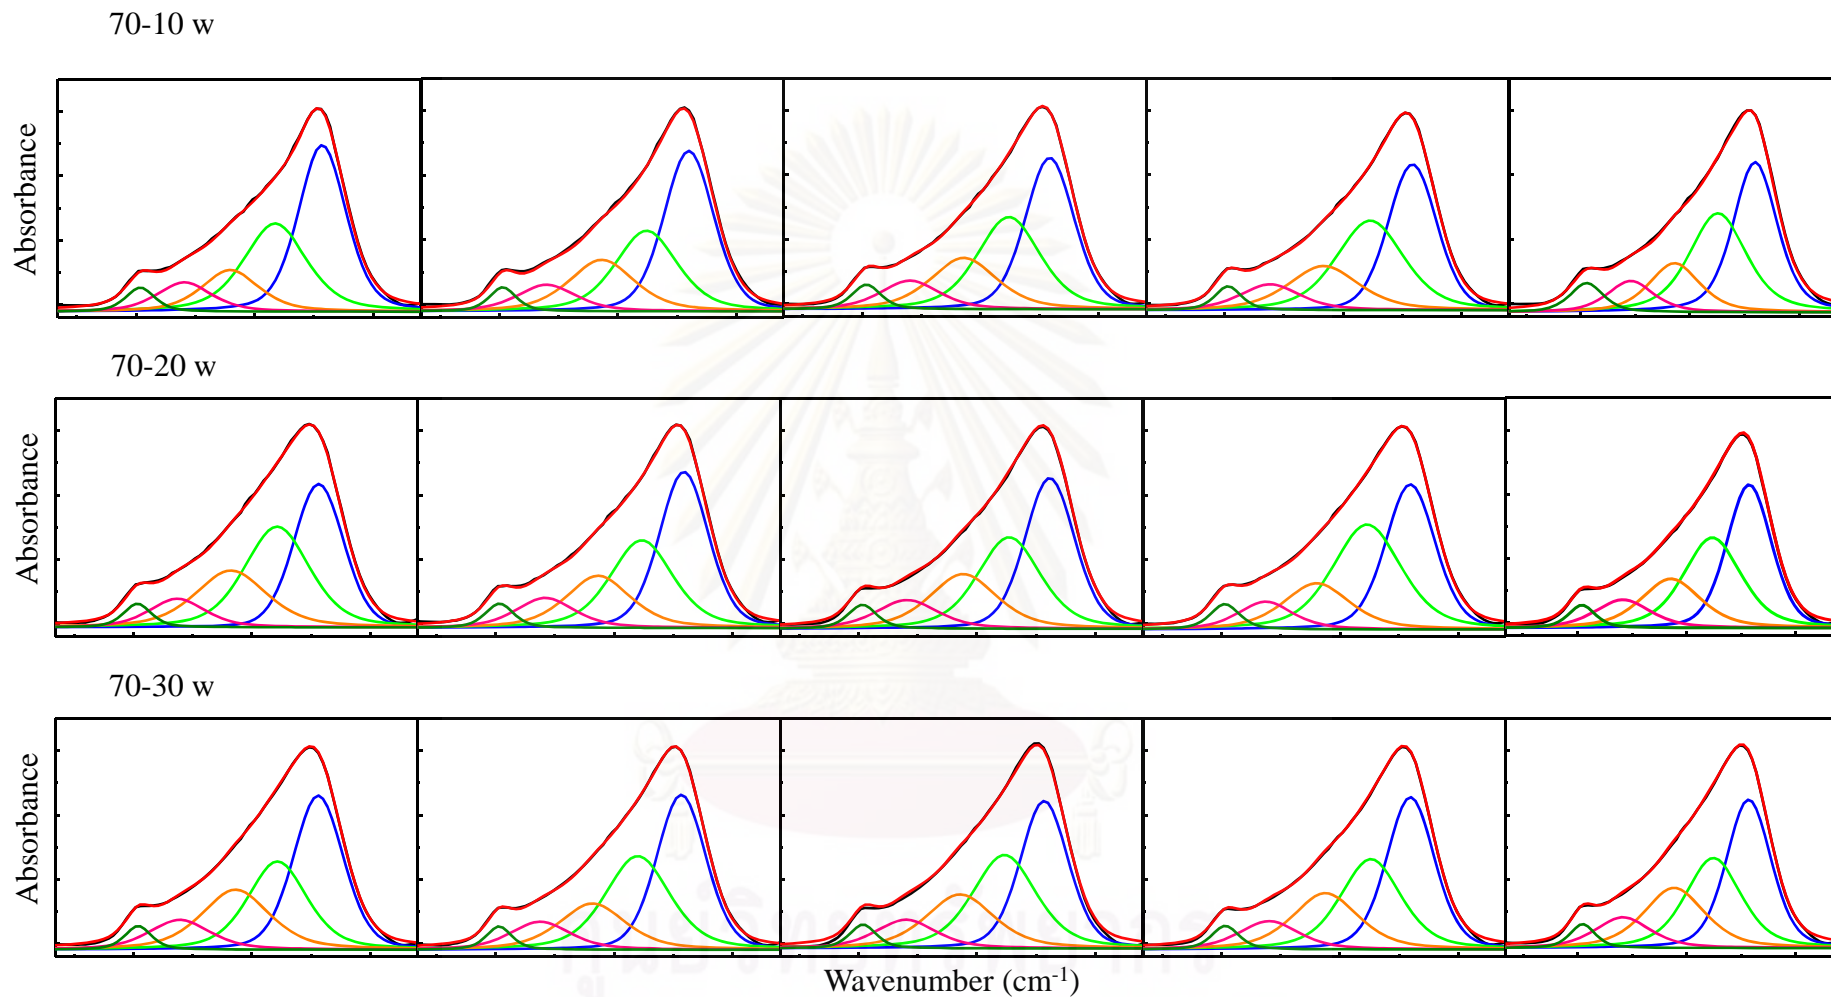 70-10 w
Absorbance
70-20 w
Absorbance
70-30 w
Absorbance
Wavenumber (cm⁻¹)